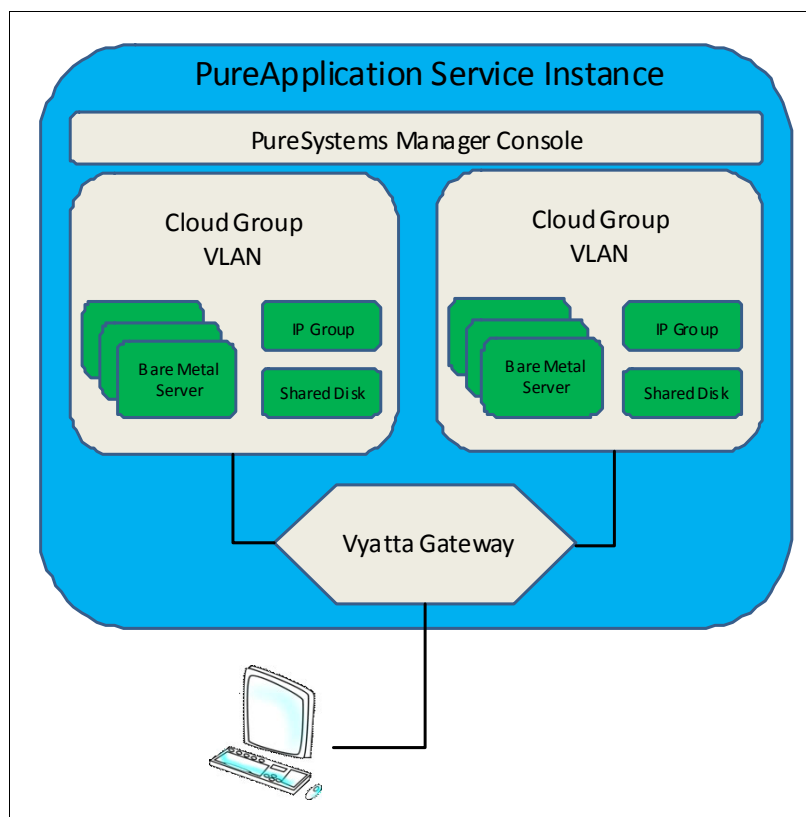 PureApplication Service Instance
PureSystems Manager Console
Cloud Group
VLAN
IP Group
Bare Metal
Server
Shared Disk
Cloud Group
VLAN
IP Group
Bare Metal
Server
Shared Disk
Vyatta Gateway